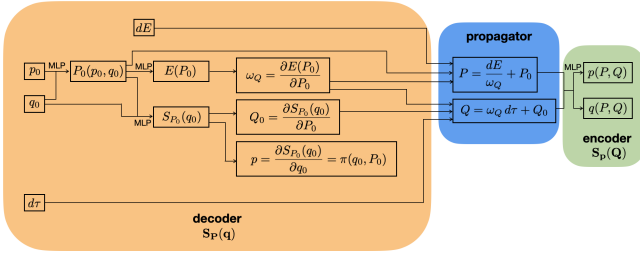 dE
p₀
MLP
P₀(p₀, q₀)
MLP
E(P₀)
ω_Q = ∂E(P₀)/∂P₀
q₀
MLP
S_{P₀}(q₀)
Q₀ = ∂S_{P₀}(q₀)/∂P₀
p = ∂S_{P₀}(q₀)/∂q₀ = π(q₀, P₀)
dτ
decoder
S_P(q)
propagator
P = dE/ω_Q + P₀
Q = ω_Q dτ + Q₀
MLP
p(P, Q)
q(P, Q)
encoder
S_p(Q)